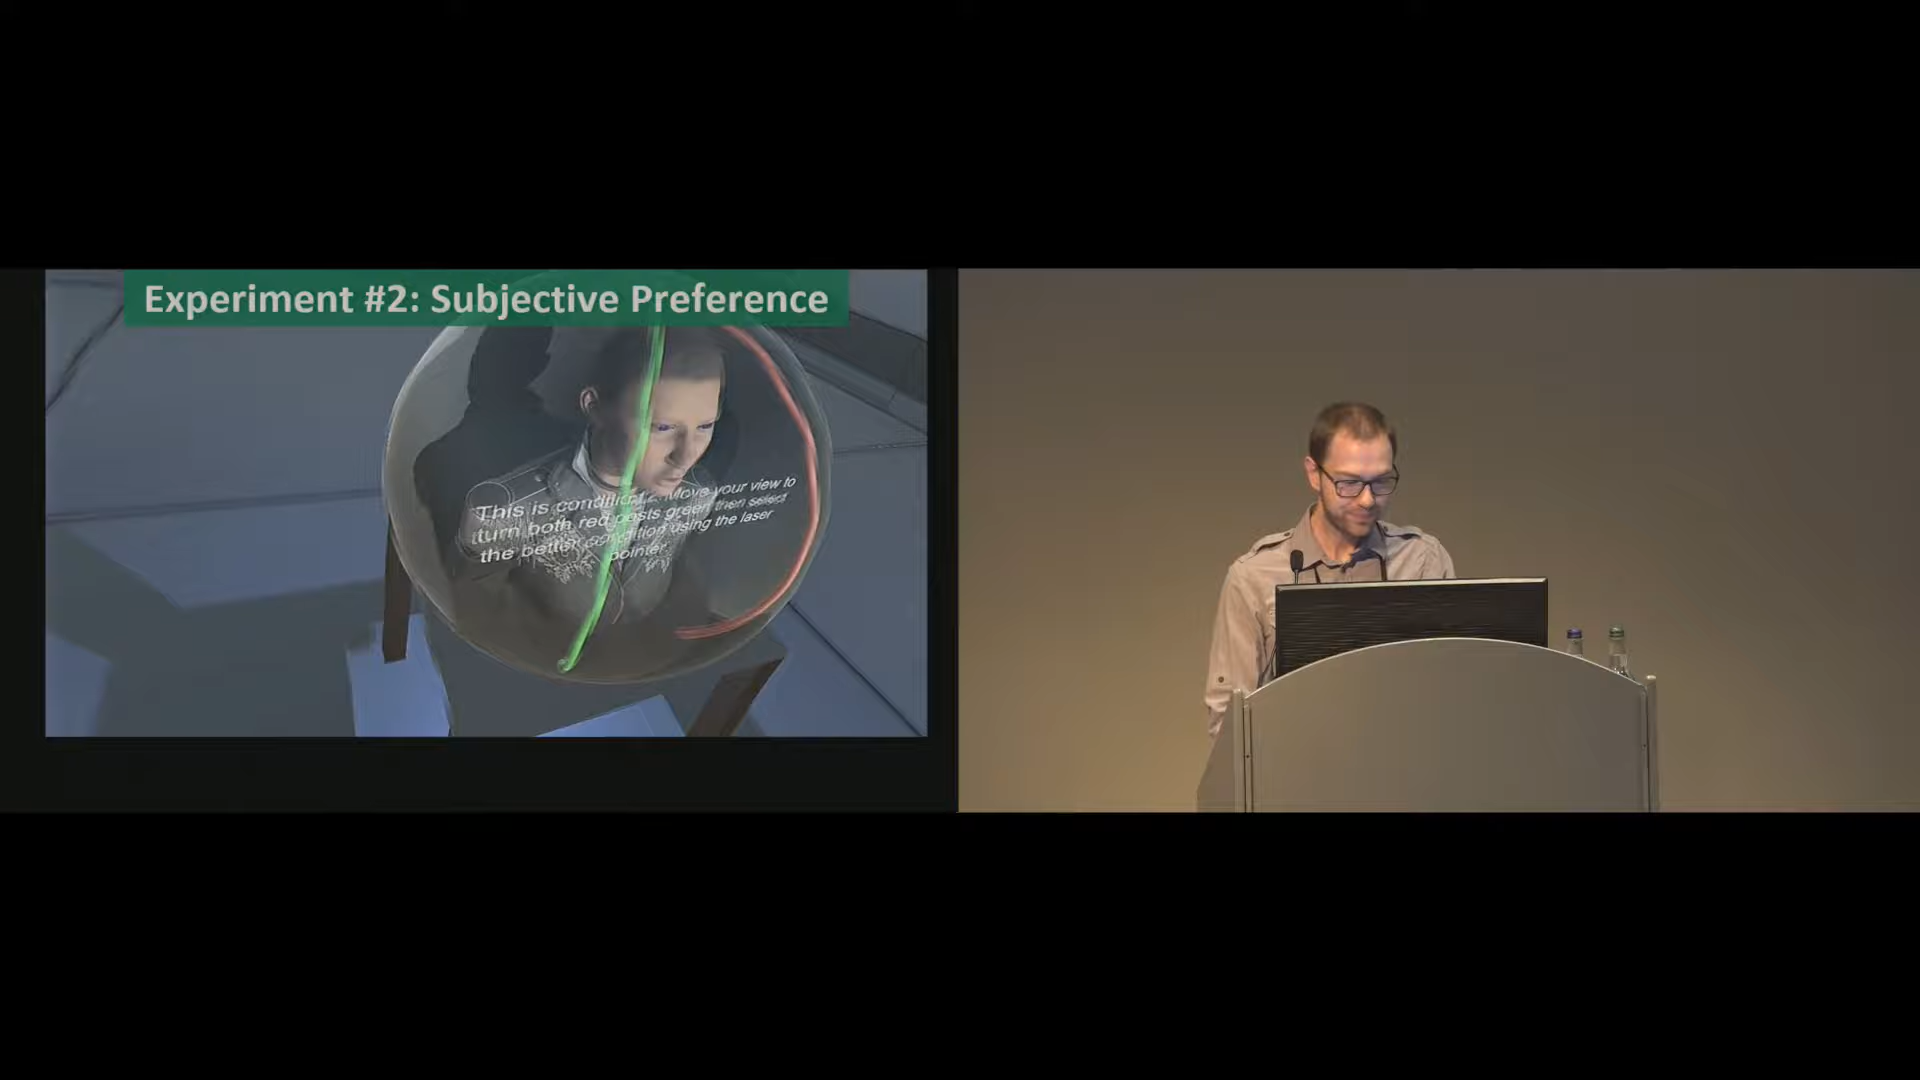 Experiment #2: Subjective Preference
This is condition 2. Move your view to
turn both red parts green then select
the better condition using the laser
pointer.